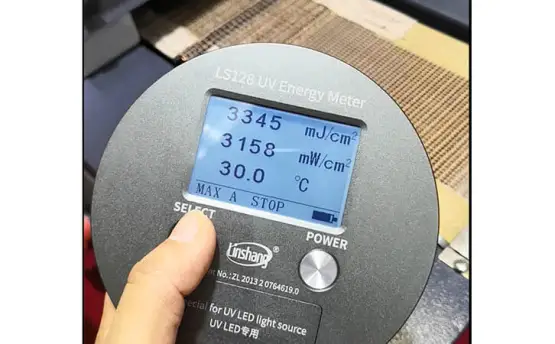 LS128 UV Energy Meter
3345 mJ/cm²
3158 mW/cm²
30.0 °C
MAX A STOP
SELECT
POWER
Linshang®
No.: ZL 2013 2 0764619.0
for UV LED light source
UV LED专用